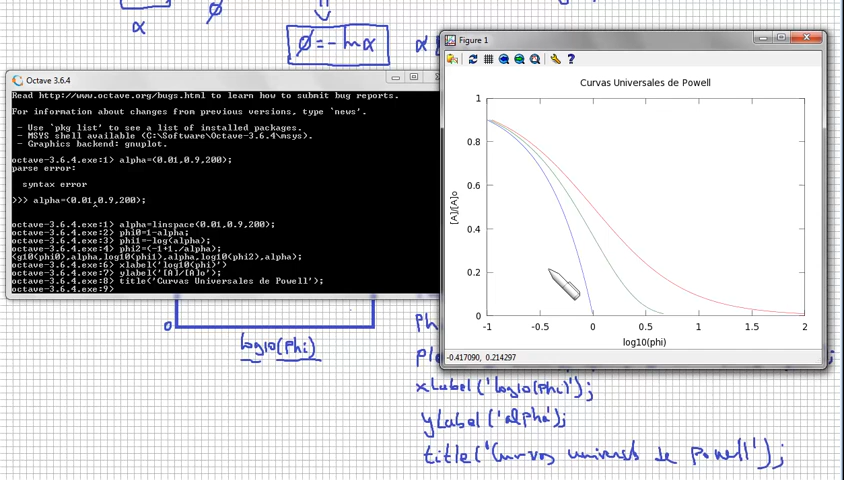 α
Ø
Ø=-lnα
α
Octave 3.6.4
Read http://www.octave.org/bugs.html to learn how to submit bug reports.
For information about changes from previous versions, type `news'.
- Use `pkg list' to see a list of installed packages.
- MSYS shell available (C:\Software\Octave-3.6.4\msys).
- Graphics backend: gnuplot.
octave-3.6.4.exe:1> alpha=(0.01,0.9,200);
parse error:
syntax error
>>> alpha=(0.01,0.9,200);
^
octave-3.6.4.exe:1> alpha=linspace(0.01,0.9,200);
octave-3.6.4.exe:2> phi0=1-alpha;
octave-3.6.4.exe:3> phi1=-log(alpha);
octave-3.6.4.exe:4> phi2=(-1+1./alpha);
<g10(phi0),alpha,log10(phi1),alpha,log10(phi2),alpha);
octave-3.6.4.exe:6> xlabel('log10(phi)')
octave-3.6.4.exe:7> ylabel('[A]/[A]o');
octave-3.6.4.exe:8> title('Curvas Universales de Powell');
octave-3.6.4.exe:9>
Figure 1
Curvas Universales de Powell
1
0.8
0.6
0.4
0.2
0
[A]/[A]o
-1 -0.5 0 0.5 1 1.5 2
log10(phi)
-0.417090, 0.214297
0
log10(phi)
xLabel('log10(phi)');
yLabel('alpha');
title('Curvas universals de Powell');